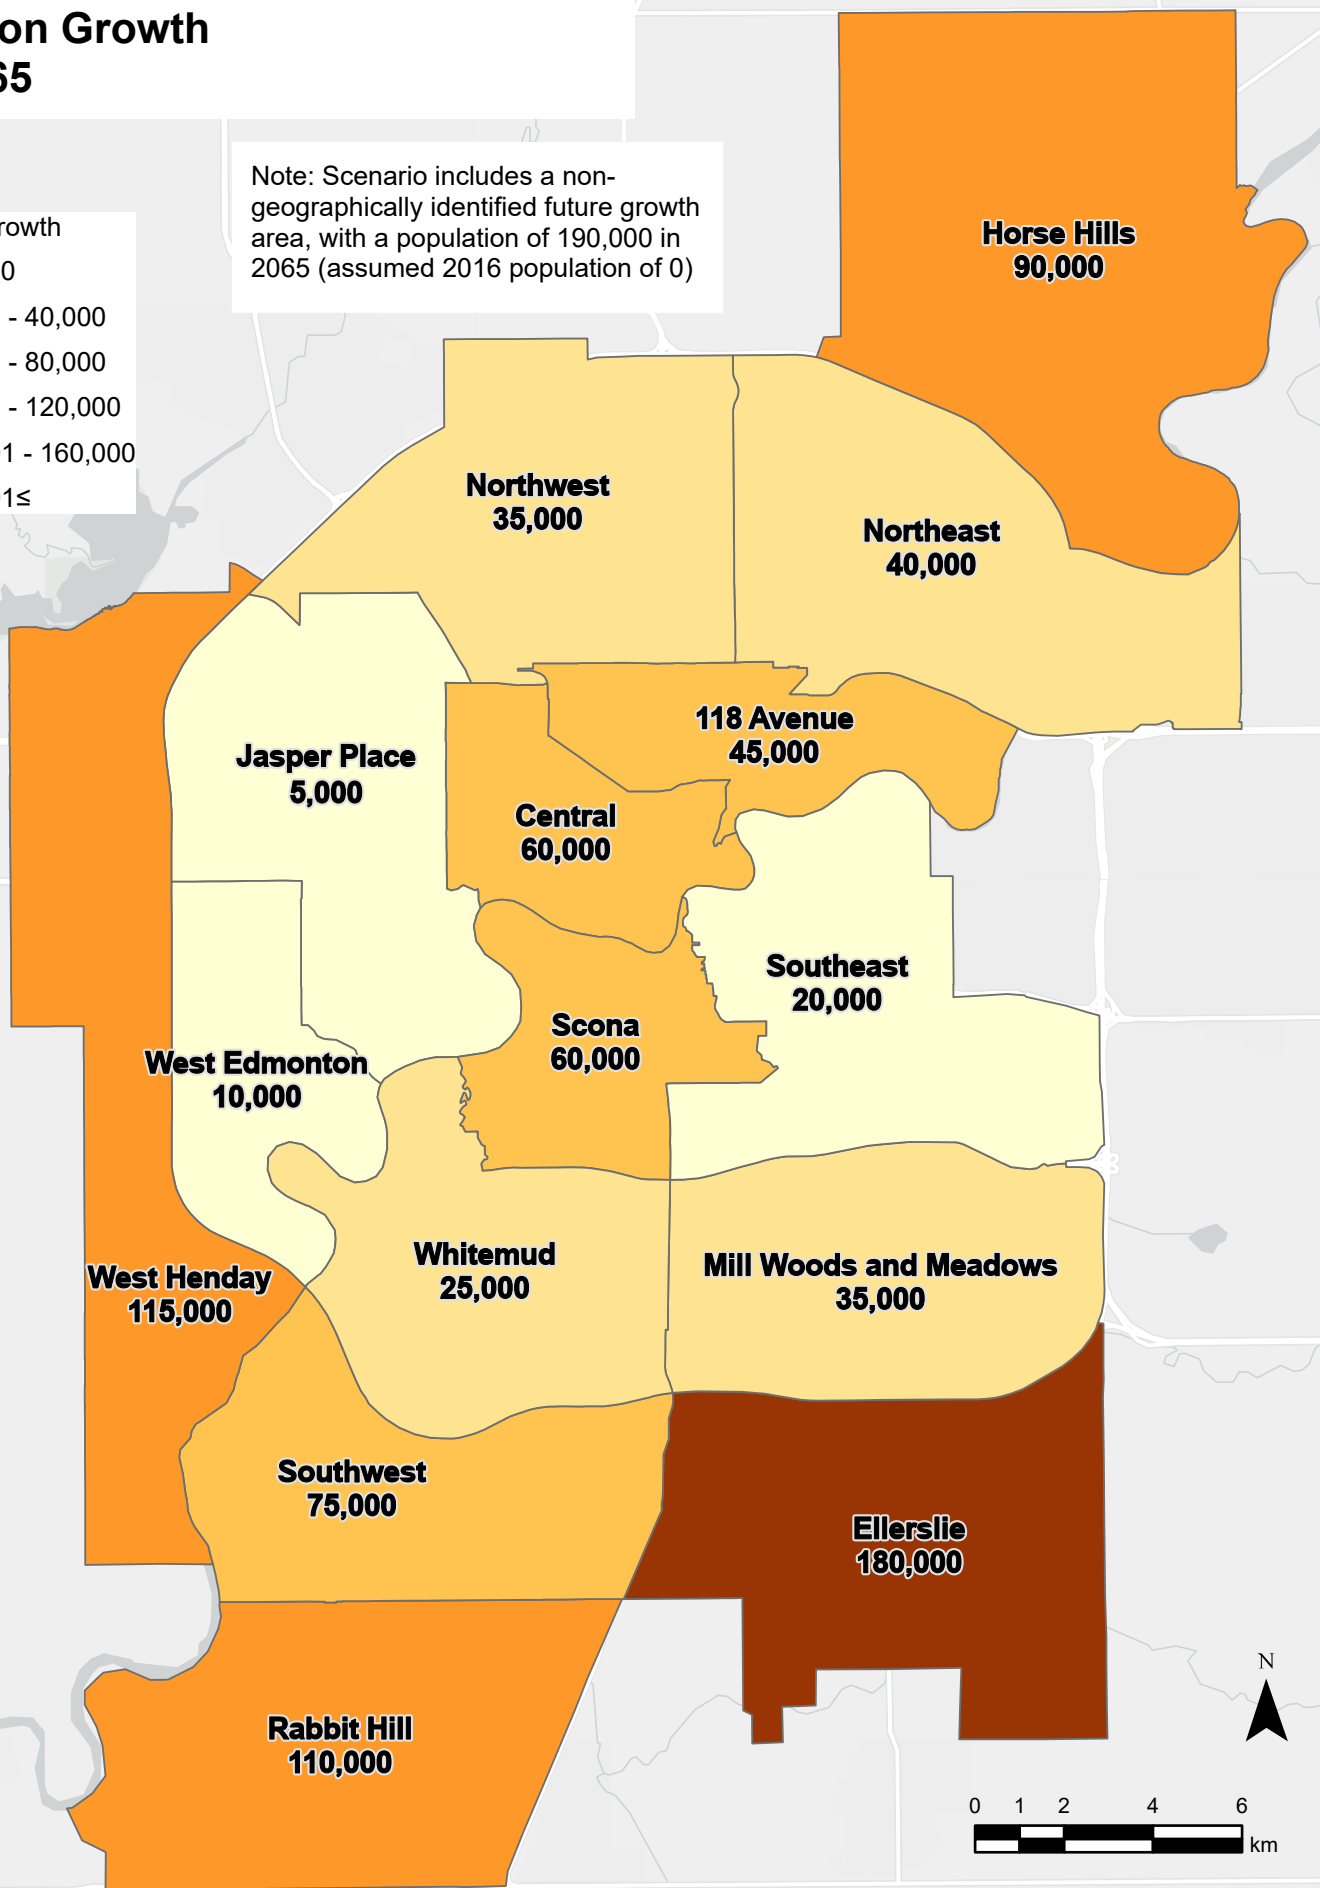 on Growth
65
Note: Scenario includes a non-
geographically identified future growth
area, with a population of 190,000 in
2065 (assumed 2016 population of 0)
rowth
0
- 40,000
- 80,000
- 120,000
1 - 160,000
1≤
Horse Hills
90,000
Northwest
35,000
Northeast
40,000
118 Avenue
45,000
Jasper Place
5,000
Central
60,000
Southeast
20,000
Scona
60,000
West Edmonton
10,000
Whitemud
25,000
Mill Woods and Meadows
35,000
West Henday
115,000
Southwest
75,000
Ellerslie
180,000
Rabbit Hill
110,000
N
0 1 2 4 6
km